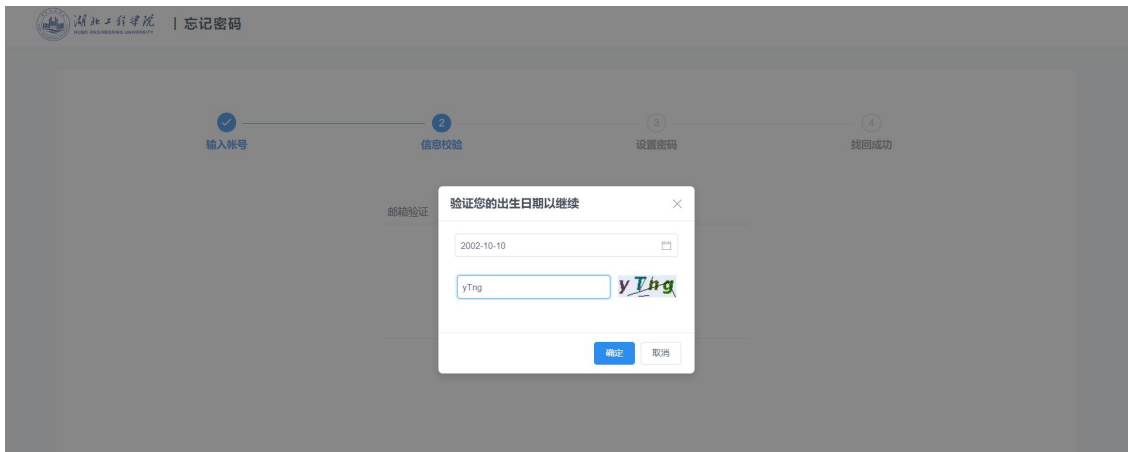 湖北工程学院 | 忘记密码
HUBEI ENGINEERING UNIVERSITY
2 3 4
输入帐号 信息校验 设置密码 找回成功
邮箱验证
验证您的出生日期以继续
2002-10-10
yTng yTng
确定 取消